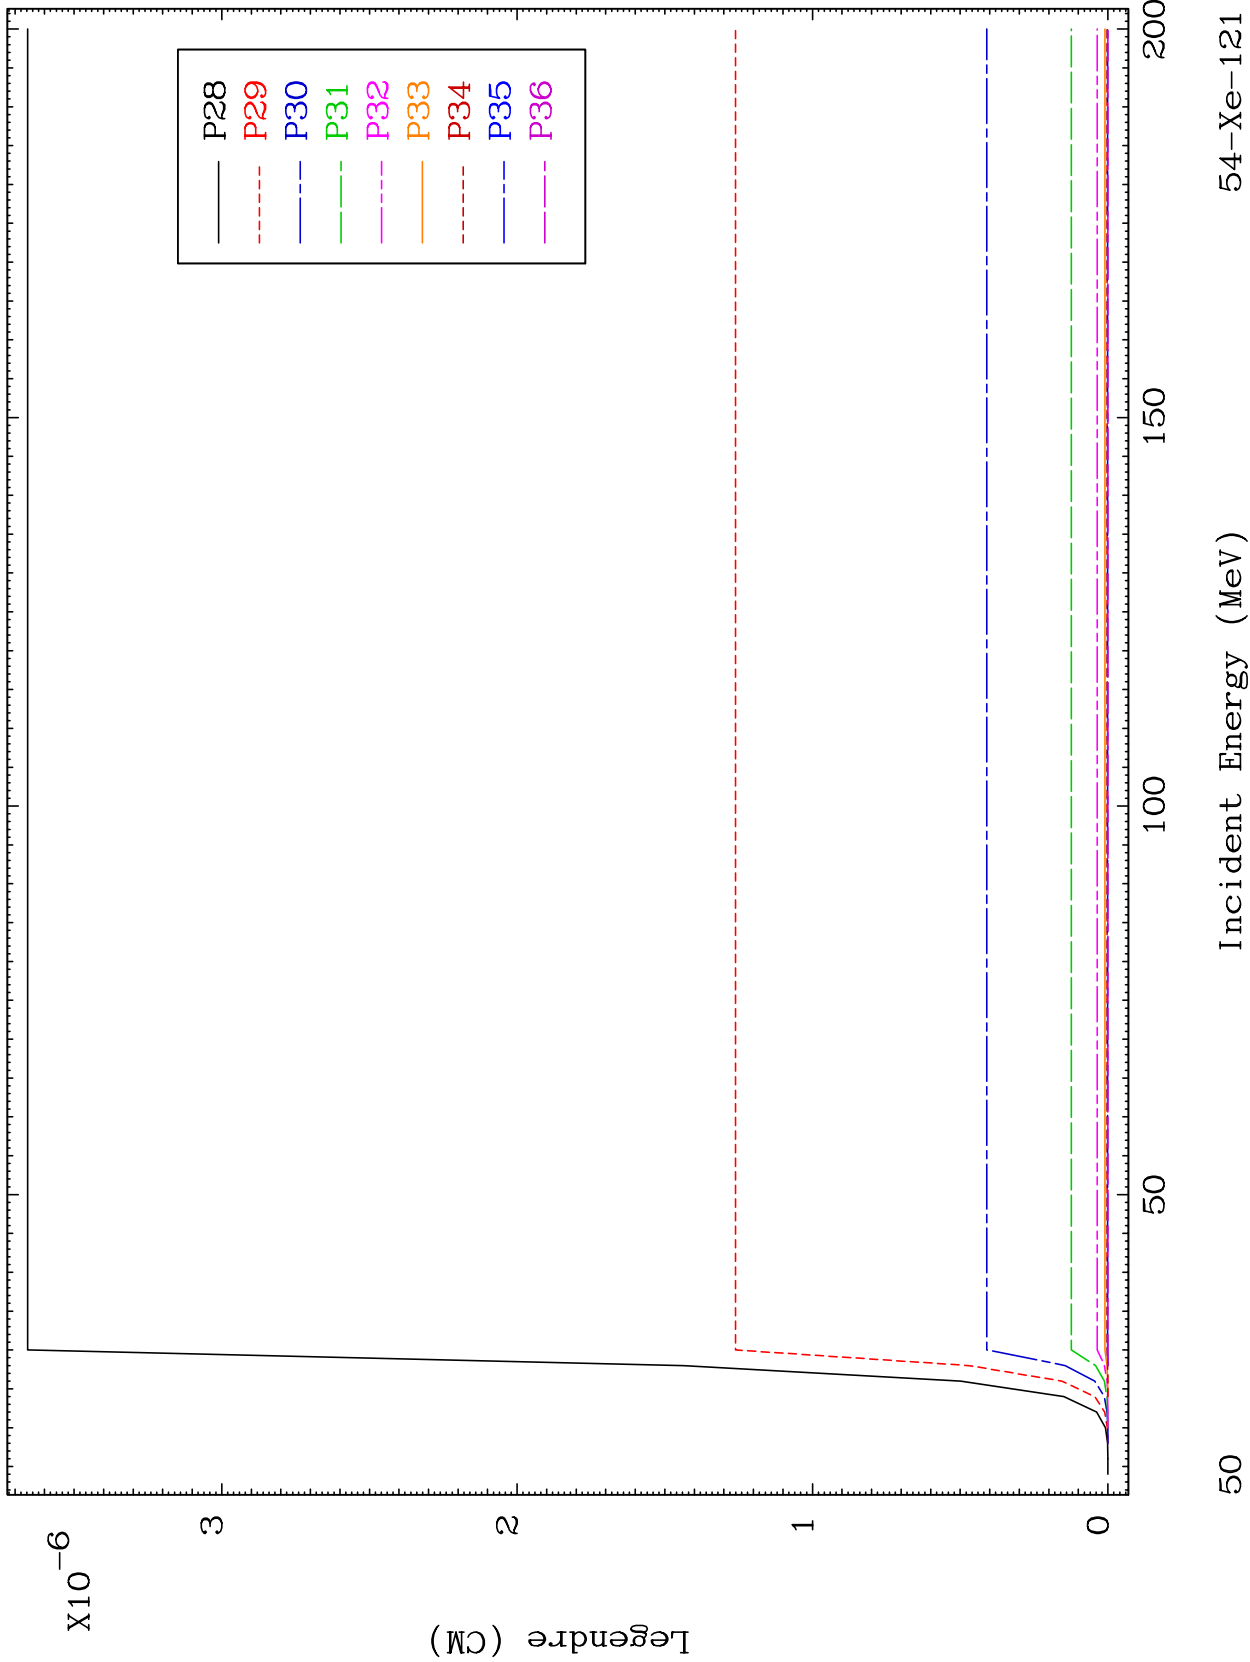 X10-6
3
2
1
0
Legendre (CM)
P28
P29
P30
P31
P32
P33
P34
P35
P36
50
100
150
200
Incident Energy (MeV)
50
54-Xe-121